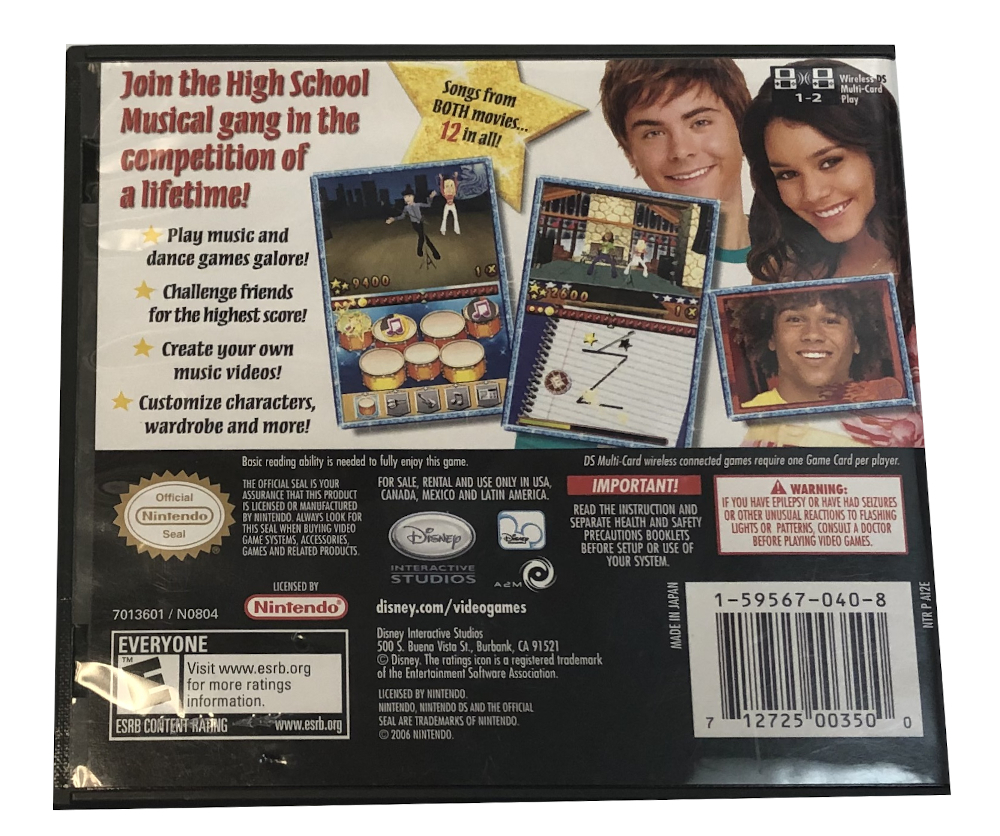 Join the High School
Musical gang in the
competition of
a lifetime!
Play music and
dance games galore!
Challenge friends
for the highest score!
Create your own
music videos!
Customize characters,
wardrobe and more!
Songs from
BOTH movies...
12 in all!
Wireless DS
Multi-Card
Play
1-2
9400
1 X
2600
1 X
Basic reading ability is needed to fully enjoy this game.
DS Multi-Card wireless connected games require one Game Card per player.
Official
Nintendo
Seal
THE OFFICIAL SEAL IS YOUR
ASSURANCE THAT THIS PRODUCT
IS LICENSED OR MANUFACTURED
BY NINTENDO. ALWAYS LOOK FOR
THIS SEAL WHEN BUYING VIDEO
GAME SYSTEMS, ACCESSORIES,
GAMES AND RELATED PRODUCTS.
FOR SALE, RENTAL AND USE ONLY IN USA,
CANADA, MEXICO AND LATIN AMERICA.
Disney
INTERACTIVE
STUDIOS
Disney
A2M
IMPORTANT!
READ THE INSTRUCTION AND
SEPARATE HEALTH AND SAFETY
PRECAUTIONS BOOKLETS
BEFORE SETUP OR USE OF
YOUR SYSTEM.
WARNING:
IF YOU HAVE EPILEPSY OR HAVE HAD SEIZURES
OR OTHER UNUSUAL REACTIONS TO FLASHING
LIGHTS OR PATTERNS, CONSULT A DOCTOR
BEFORE PLAYING VIDEO GAMES.
LICENSED BY
Nintendo
7013601 / N0804
EVERYONE
TM
E
Visit www.esrb.org
for more ratings
information.
ESRB CONTENT RATING
www.esrb.org
disney.com/videogames
Disney Interactive Studios
500 S. Buena Vista St., Burbank, CA 91521
© Disney. The ratings icon is a registered trademark
of the Entertainment Software Association.
LICENSED BY NINTENDO.
NINTENDO, NINTENDO DS AND THE OFFICIAL
SEAL ARE TRADEMARKS OF NINTENDO.
© 2006 NINTENDO.
MADE IN JAPAN
1-59567-040-8
7 12725 00350 0
NTR P AI2E